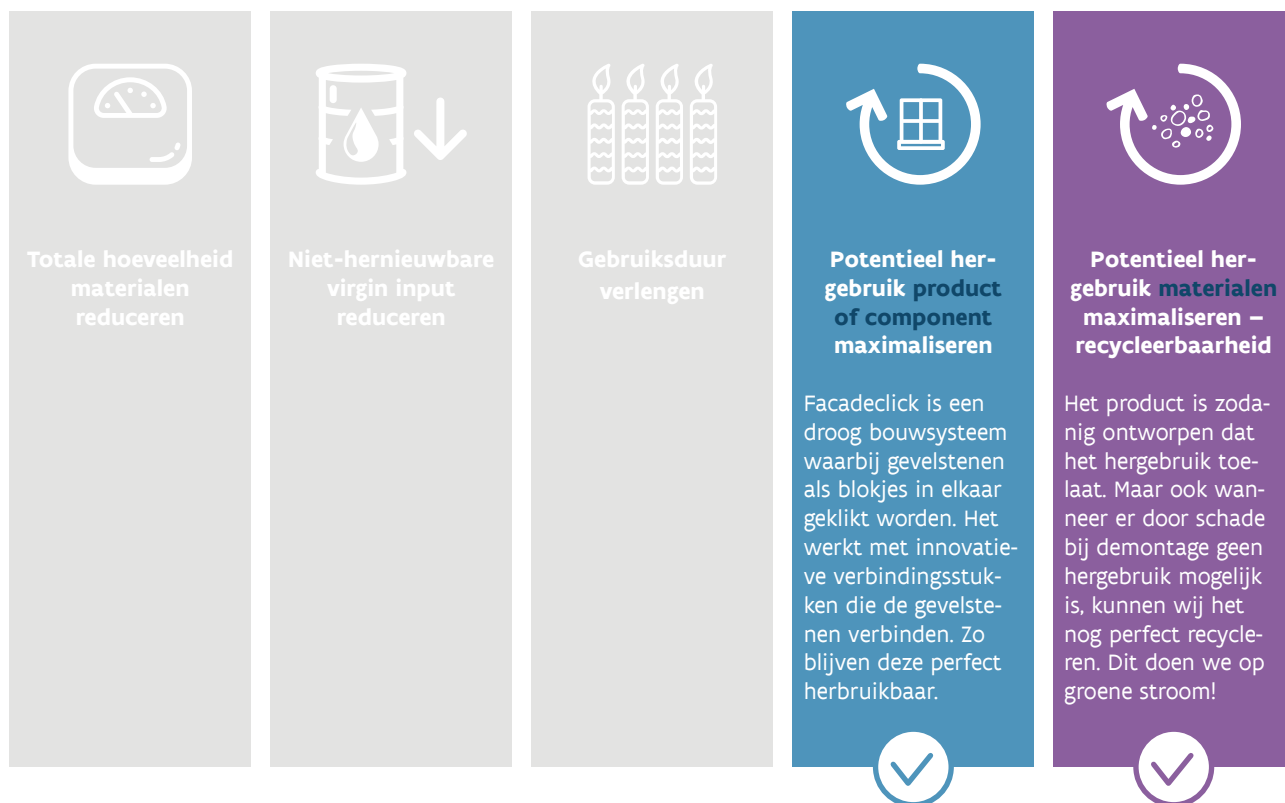 Totale hoeveelheid
materialen
reduceren
Niet-hernieuwbare
virgin input
reduceren
Gebruiksduur
verlengen
Potentieel her-
gebruik product
of component
maximaliseren
Facadeclick is een
droog bouwsysteem
waarbij gevelstenen
als blokjes in elkaar
geklikt worden. Het
werkt met innovatie-
ve verbindingsstuk-
ken die de gevelste-
nen verbinden. Zo
blijven deze perfect
herbruikbaar.
Potentieel her-
gebruik materialen
maximaliseren –
recycleerbaarheid
Het product is zoda-
nig ontworpen dat
het hergebruik toe-
laat. Maar ook wan-
neer er door schade
bij demontage geen
hergebruik mogelijk
is, kunnen wij het
nog perfect recycle-
ren. Dit doen we op
groene stroom!